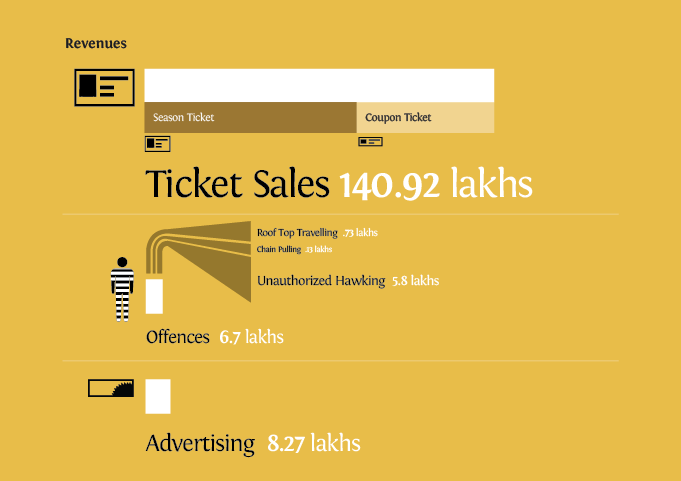 Revenues
Season Ticket
Coupon Ticket
Ticket Sales 140.92 lakhs
Roof Top Travelling .73 lakhs
Chain Pulling .13 lakhs
Unauthorized Hawking 5.8 lakhs
Offences 6.7 lakhs
Advertising 8.27 lakhs